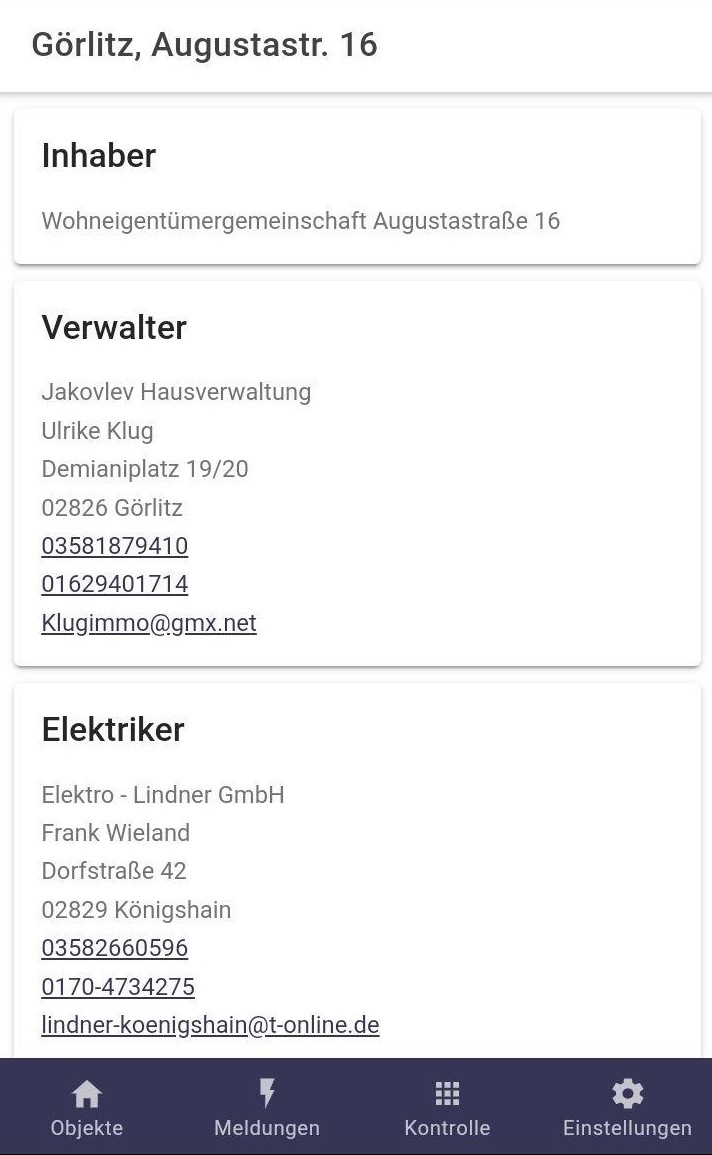 Görlitz, Augustastr. 16
Inhaber
Wohneigentümergemeinschaft Augustastraße 16
Verwalter
Jakovlev Hausverwaltung
Ulrike Klug
Demianiplatz 19/20
02826 Görlitz
03581879410
01629401714
Klugimmo@gmx.net
Elektriker
Elektro - Lindner GmbH
Frank Wieland
Dorfstraße 42
02829 Königshain
03582660596
0170-4734275
lindner-koenigshain@t-online.de
Objekte
Meldungen
Kontrolle
Einstellungen